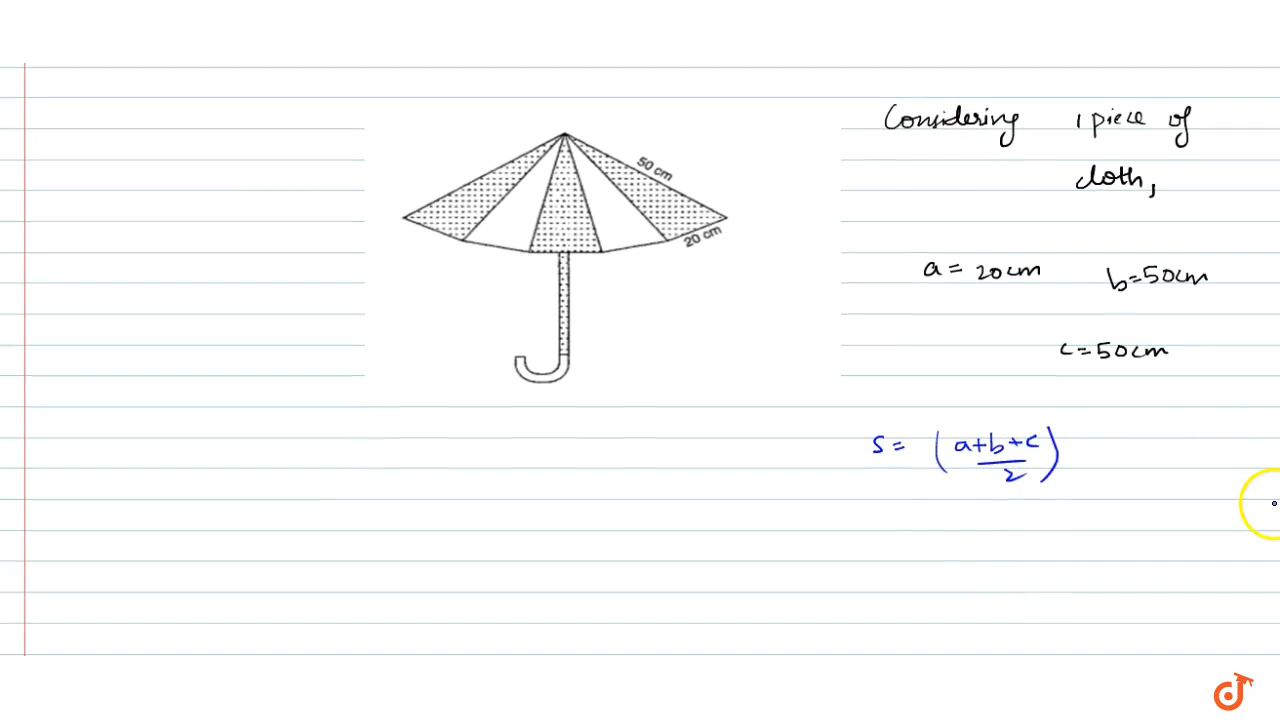 50 cm
20 cm
Considering 1 piece of
cloth,
a = 20cm b=50cm
c=50cm
S = (a+b+c/2)